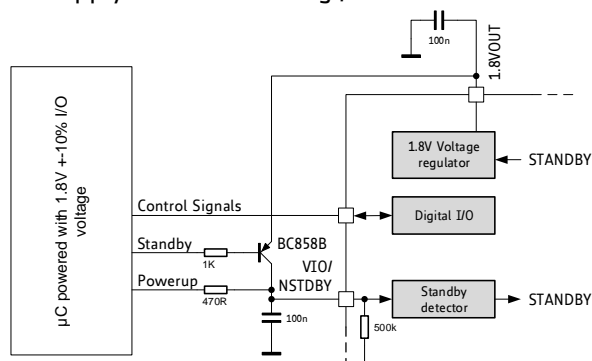 100n
1.8VOUT
µC powered with 1.8V +-10% I/O
voltage
1.8V Voltage
regulator
STANDBY
Control Signals
Digital I/O
Standby
1K
BC858B
VIO/
NSTDBY
Powerup
470R
Standby
detector
STANDBY
100n
500k